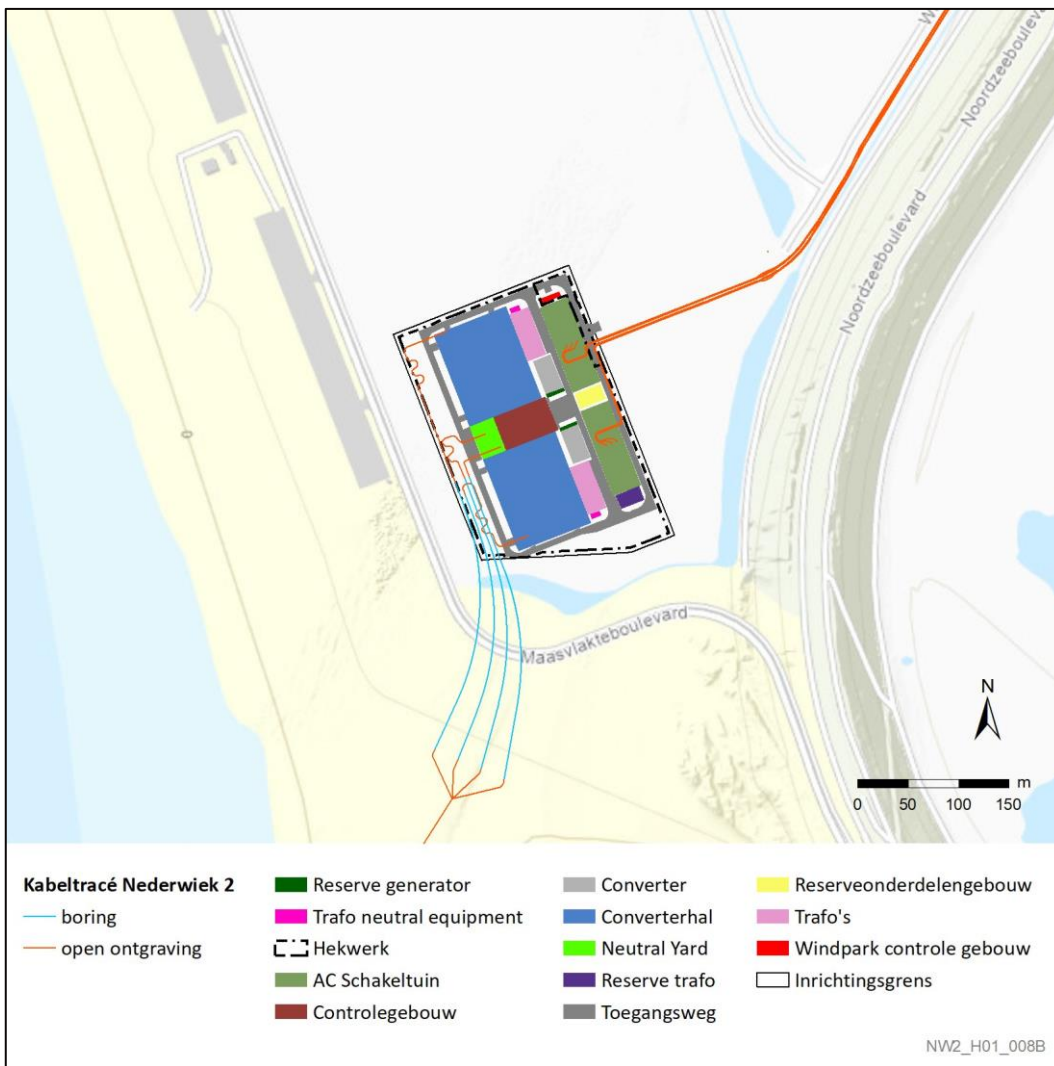 W
Noordzeeboulevard
Noordzeeboulevard
0
Maasvlakteboulevard
N
m
0 50 100 150
Kabeltracé Nederwiek 2
boring
open ontgraving
Reserve generator
Trafo neutral equipment
Hekwerk
AC Schakeltuin
Controlegebouw
Converter
Converterhal
Neutral Yard
Reserve trafo
Toegangsweg
Reserveonderdelengebouw
Trafo's
Windpark controle gebouw
Inrichtingsgrens
NW2_H01_008B